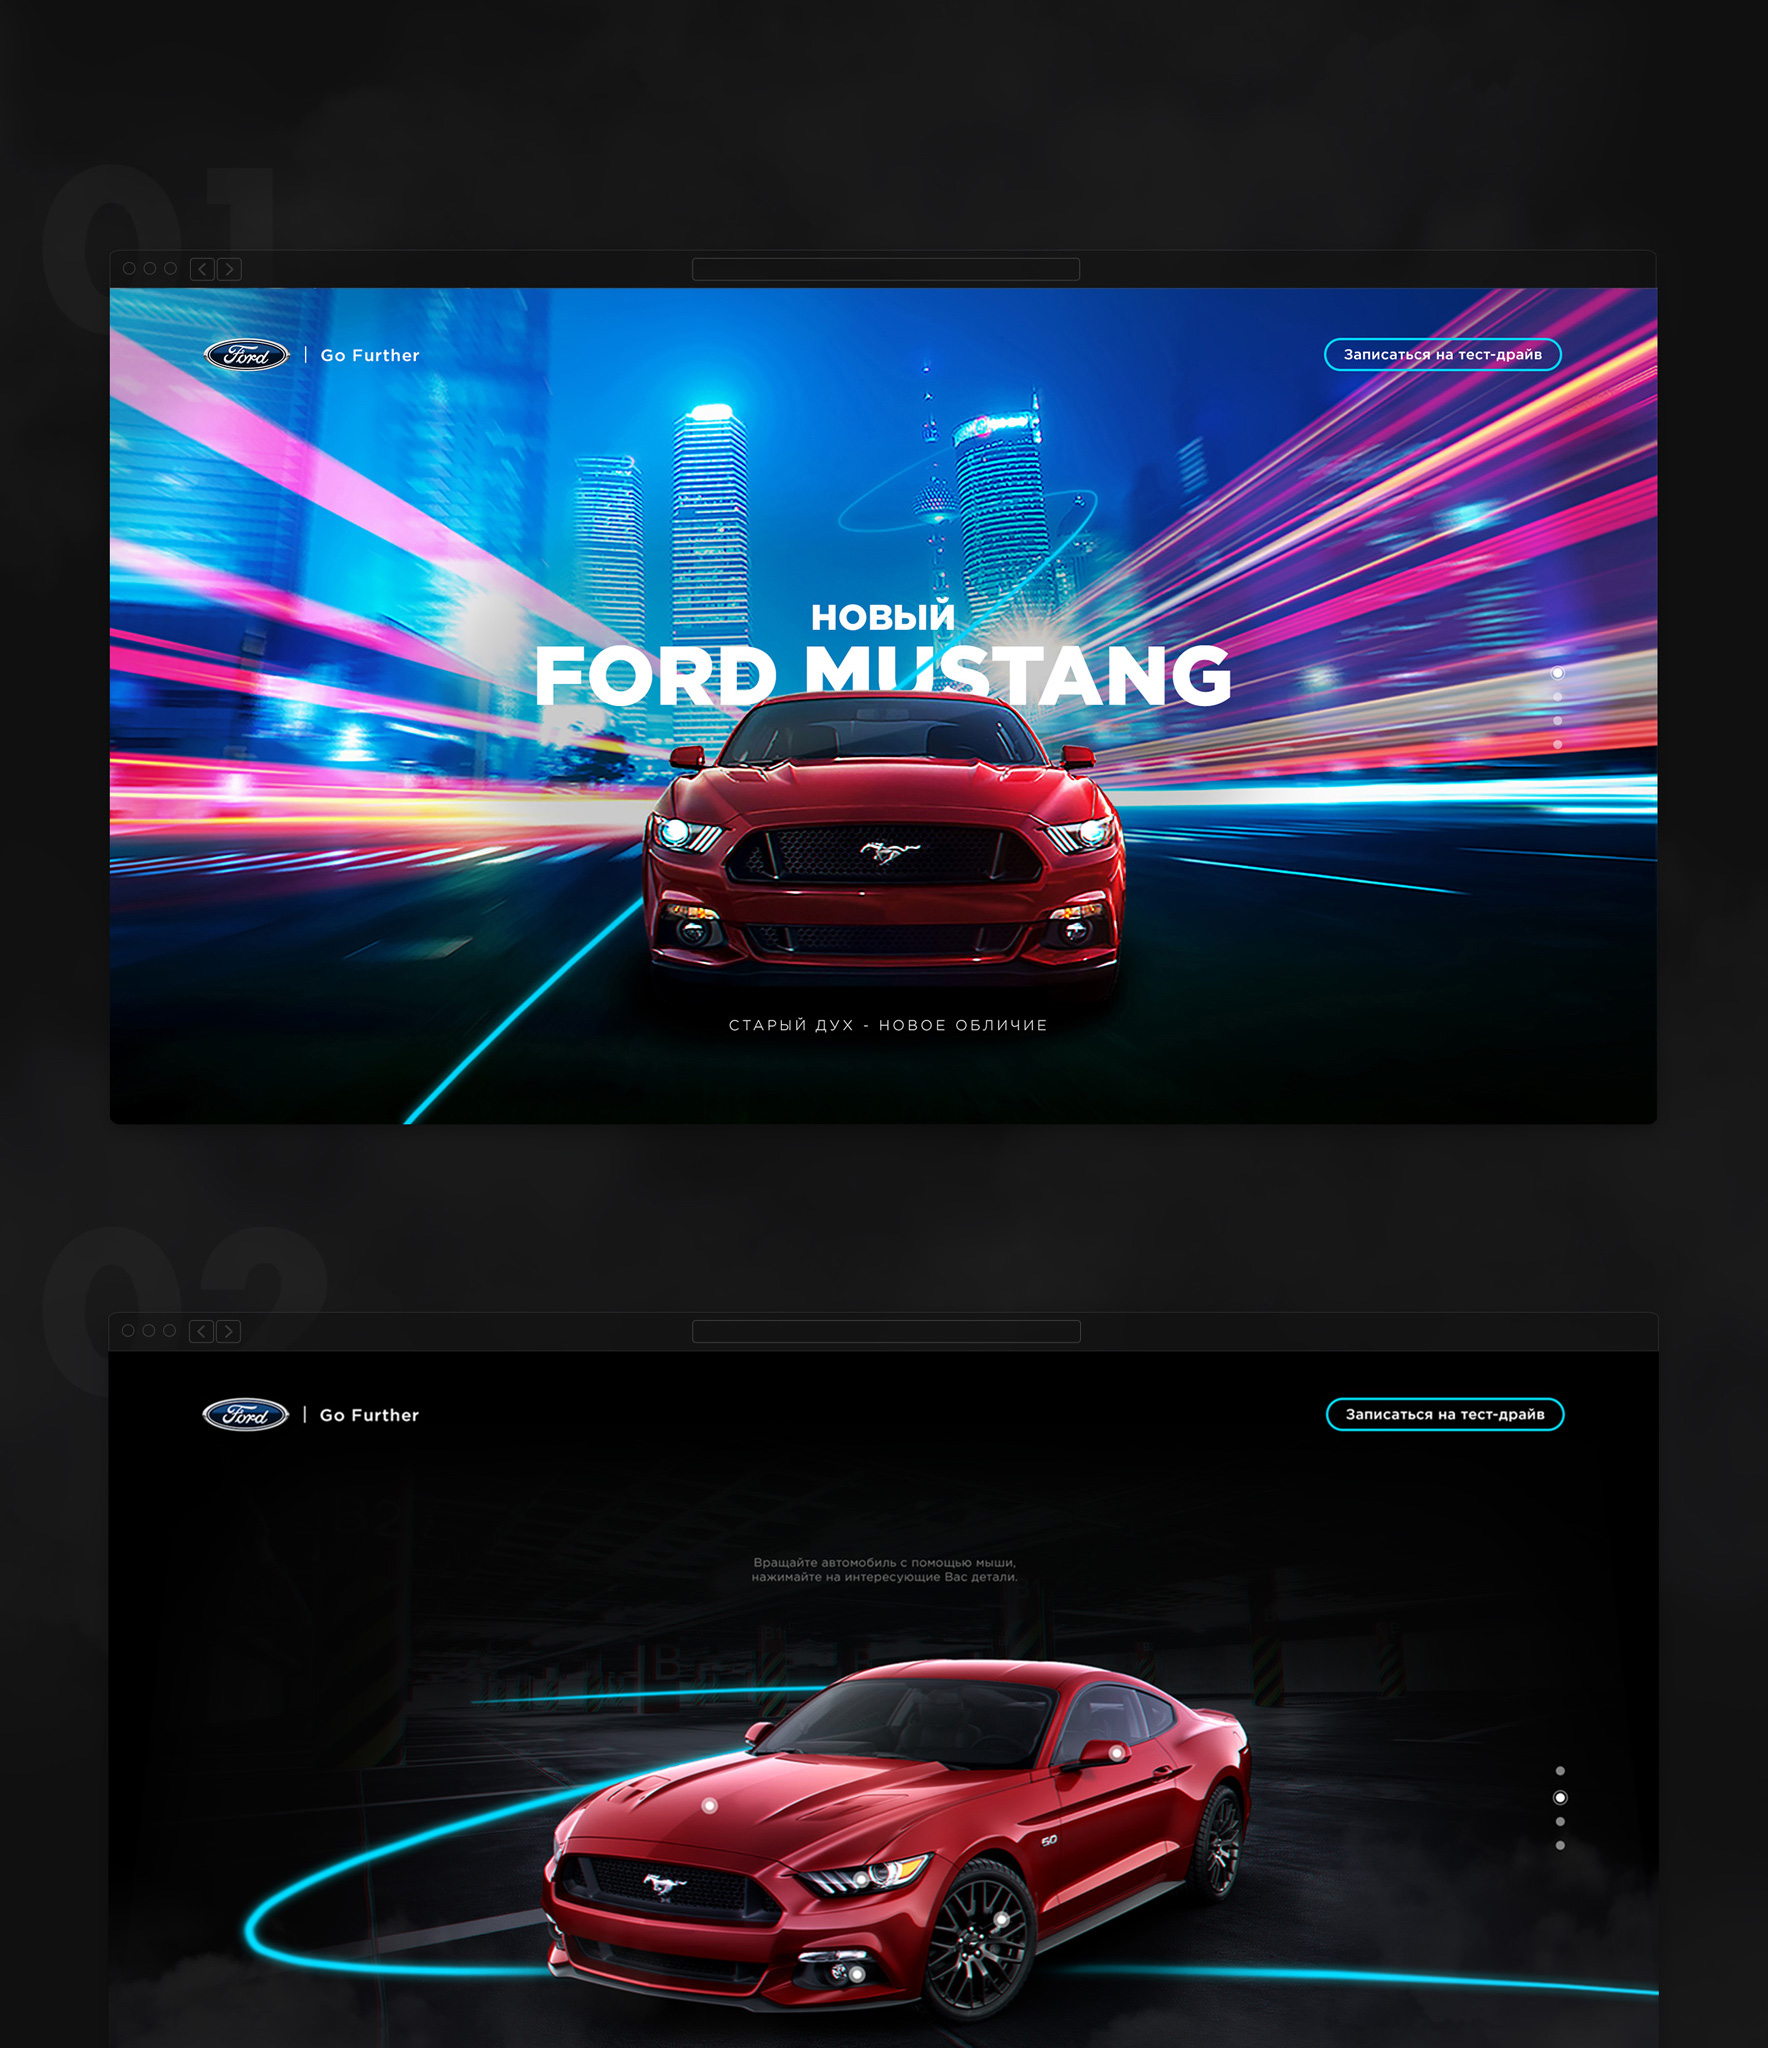 01
Ford | Go Further
Записаться на тест-драйв
НОВЫЙ
FORD MUSTANG
СТАРЫЙ ДУХ - НОВОЕ ОБЛИЧИЕ
02
Ford | Go Further
Записаться на тест-драйв
Вращайте автомобиль с помощью мыши,
нажимайте на интересующие Вас детали.
5.0